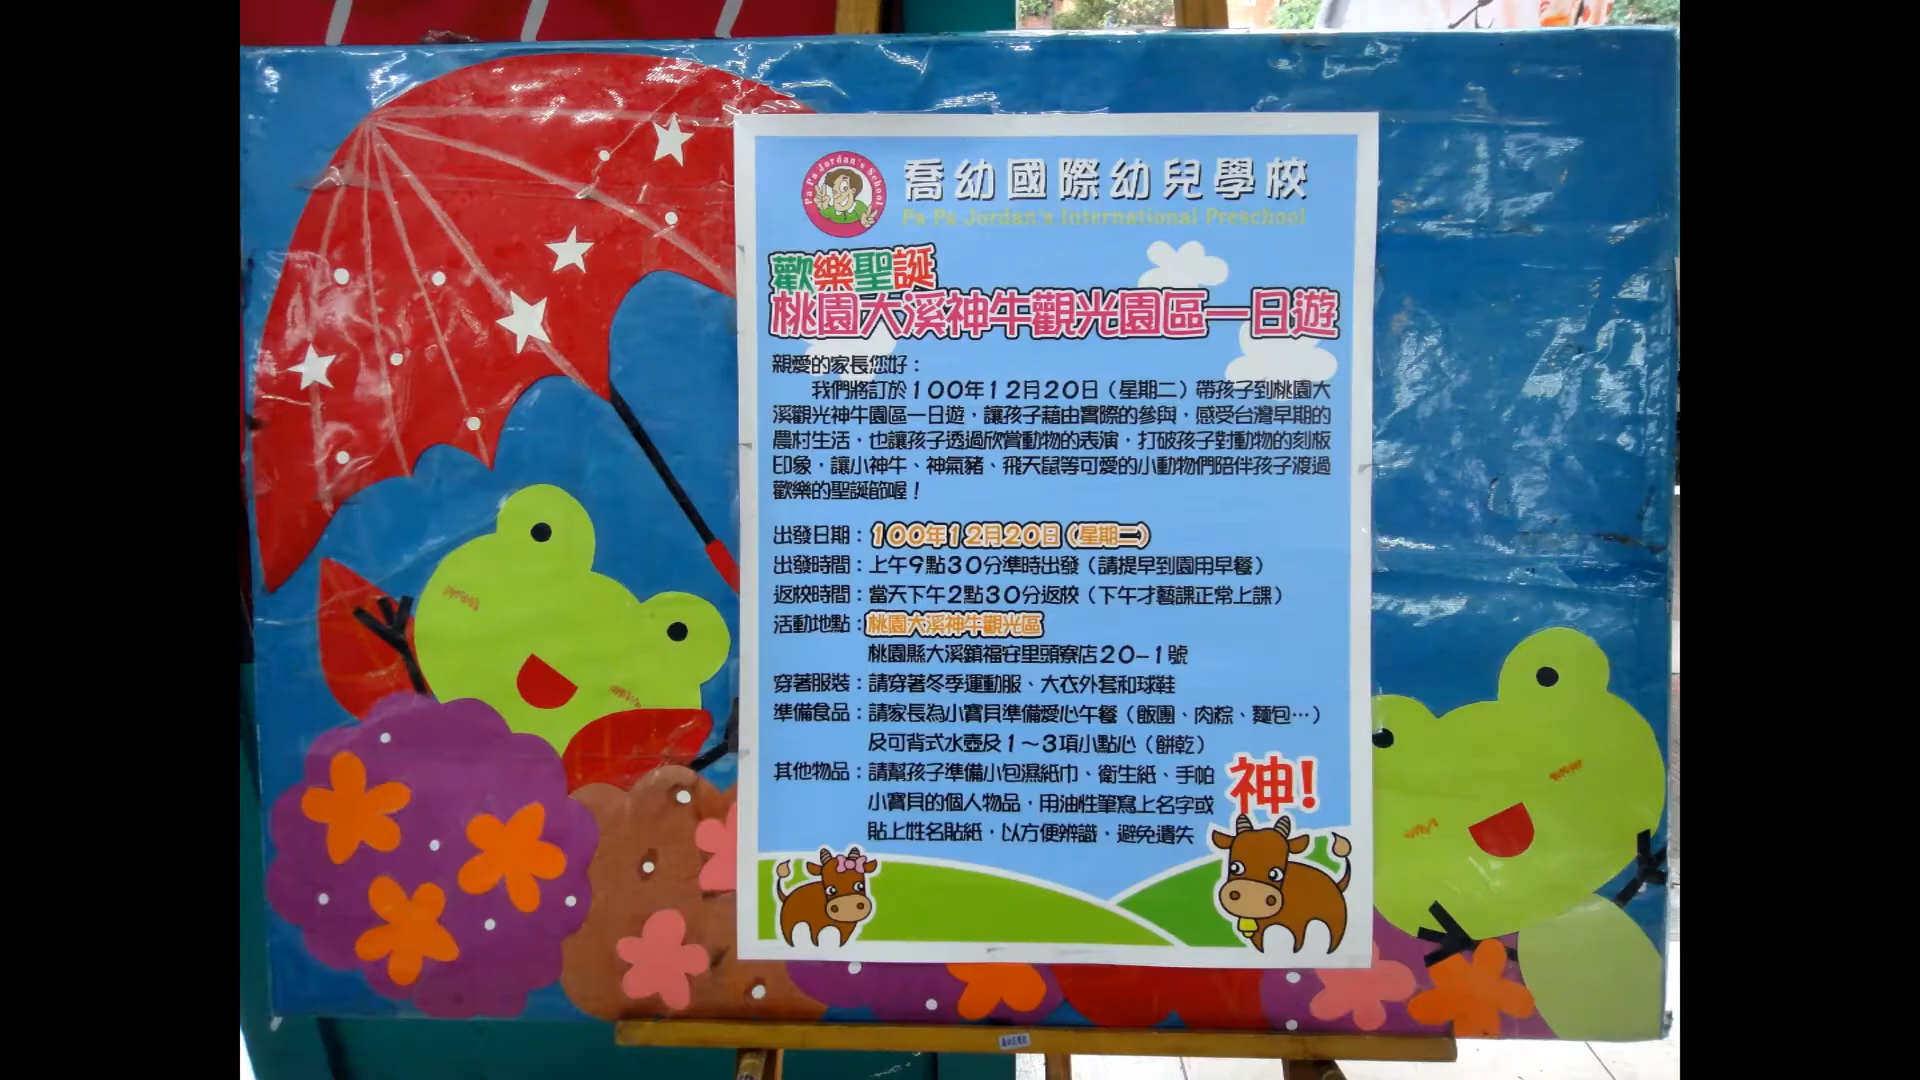 Pa Pa Jordan's School
喬幼國際幼兒學校
Pa Pa Jordan's International Preschool
歡樂聖誕
桃園大溪神牛觀光園區一日遊
親愛的家長您好：
我們將訂於100年12月20日（星期二）帶孩子到桃園大
溪觀光神牛園區一日遊，讓孩子藉由實際的參與，感受台灣早期的
農村生活，也讓孩子透過欣賞動物的表演，打破孩子對動物的刻板
印象，讓小神牛、神氣豬、飛天鼠等可愛的小動物們陪伴孩子渡過
歡樂的聖誕節喔！
出發日期：100年12月20日（星期二）
出發時間：上午9點30分準時出發（請提早到園用早餐）
返校時間：當天下午2點30分返校（下午才藝課正常上課）
活動地點：桃園大溪神牛觀光區
桃園縣大溪鎮福安里頭寮店20-1號
穿著服裝：請穿著冬季運動服、大衣外套和球鞋
準備食品：請家長為小寶貝準備愛心午餐（飯團、肉粽、麵包…）
及可背式水壺及1～3項小點心（餅乾）
其他物品：請幫孩子準備小包濕紙巾、衛生紙、手帕
小寶貝的個人物品，用油性筆寫上名字或
貼上姓名貼紙，以方便辨識，避免遺失
神!